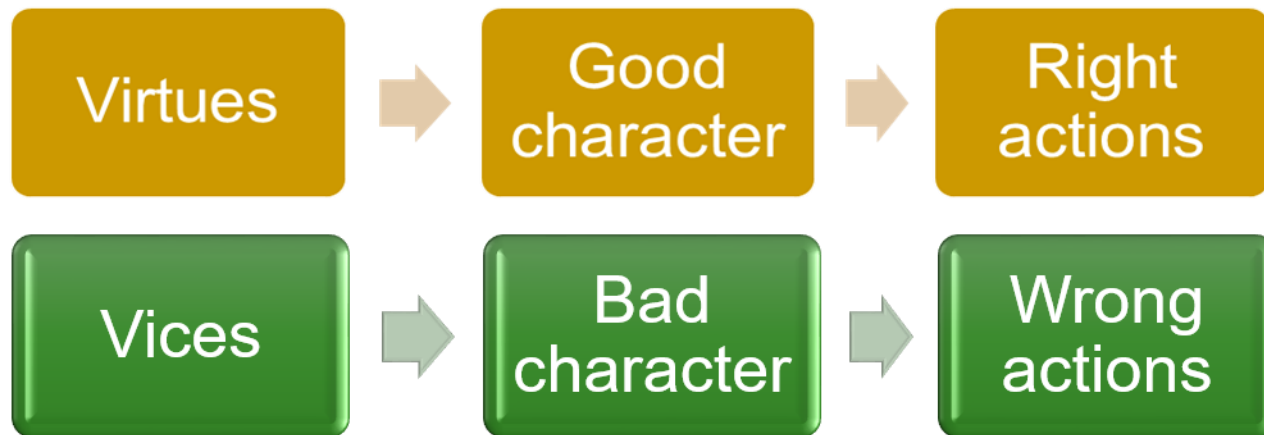 Virtues
Good
character
Right
actions
Vices
Bad
character
Wrong
actions